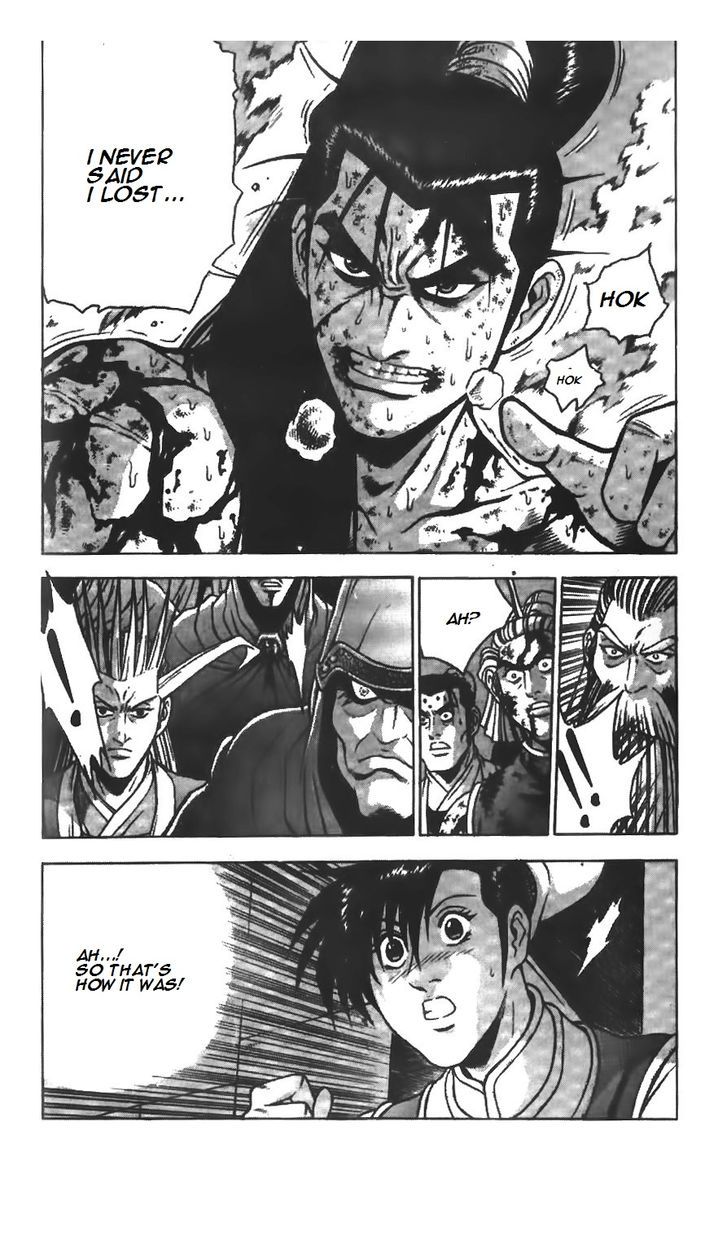 I NEVER
SAID
I LOST...
HOK
HOK
!
AH?
!
AH...!
SO THAT'S
HOW IT WAS!